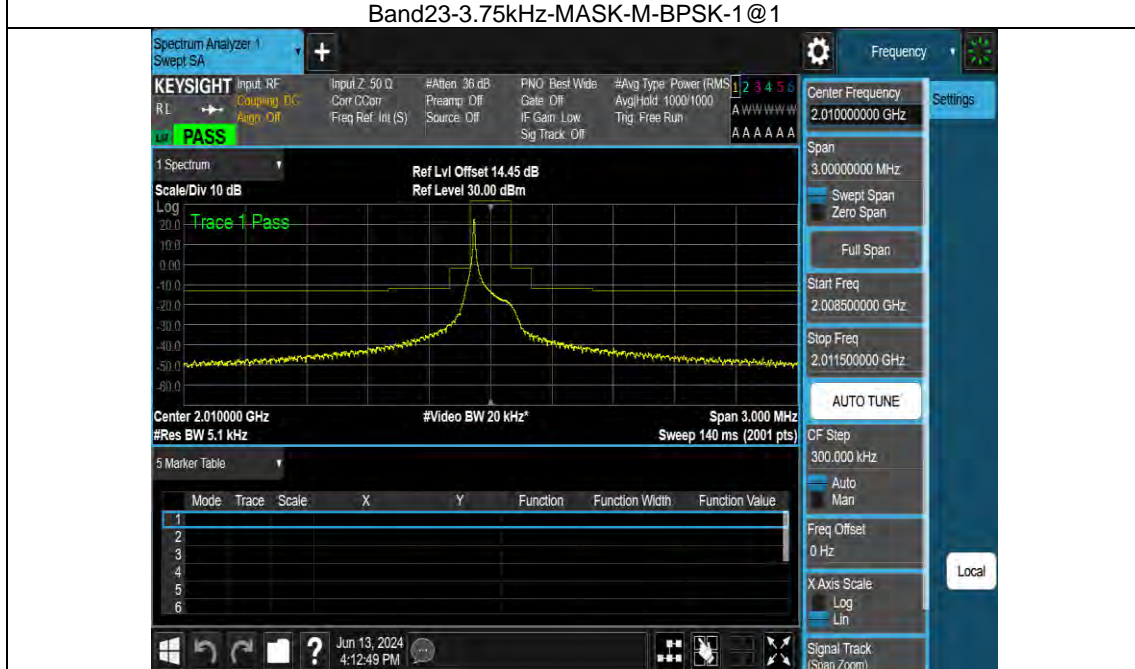 Band23-3.75kHz-MASK-M-BPSK-1@1
Spectrum Analyzer 1
Swept SA
+
Frequency
KEYSIGHT
Input: RF
Coupling: DC
Align: Off
RL
LXI
PASS
Input Z: 50 Ω
Corr CCorr
Freq Ref: Int (S)
#Atten: 36 dB
Preamp: Off
Source: Off
PNO: Best Wide
Gate: Off
IF Gain: Low
Sig Track: Off
#Avg Type: Power (RMS
Avg|Hold: 1000/1000
Trig: Free Run
1 2 3 4 5 6
A W W W W W
A A A A A A
Center Frequency
2.010000000 GHz
Settings
Span
3.00000000 MHz
Swept Span
Zero Span
Full Span
Start Freq
2.008500000 GHz
Stop Freq
2.011500000 GHz
AUTO TUNE
CF Step
300.000 kHz
Auto
Man
Freq Offset
0 Hz
X Axis Scale
Log
Lin
Signal Track
(Span Zoom)
Local
1 Spectrum
Scale/Div 10 dB
Ref Lvl Offset 14.45 dB
Ref Level 30.00 dBm
Log
Trace 1 Pass
20.0
10.0
0.00
-10.0
-20.0
-30.0
-40.0
-50.0
-60.0
Center 2.010000 GHz
#Video BW 20 kHz*
Span 3.000 MHz
#Res BW 5.1 kHz
Sweep 140 ms (2001 pts)
5 Marker Table
Mode Trace Scale X Y Function Function Width Function Value
1
2
3
4
5
6
?
Jun 13, 2024
4:12:49 PM